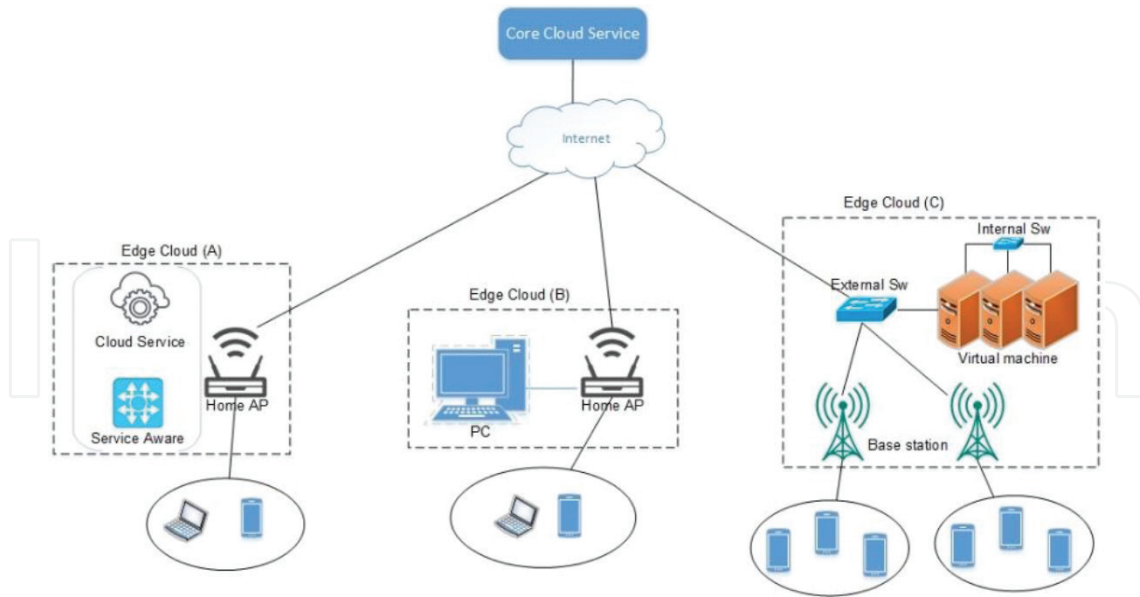 Core Cloud Service
Internet
Edge Cloud (A)
Cloud Service
Service Aware
Home AP
Edge Cloud (B)
PC
Home AP
Edge Cloud (C)
Internal Sw
External Sw
Virtual machine
Base station